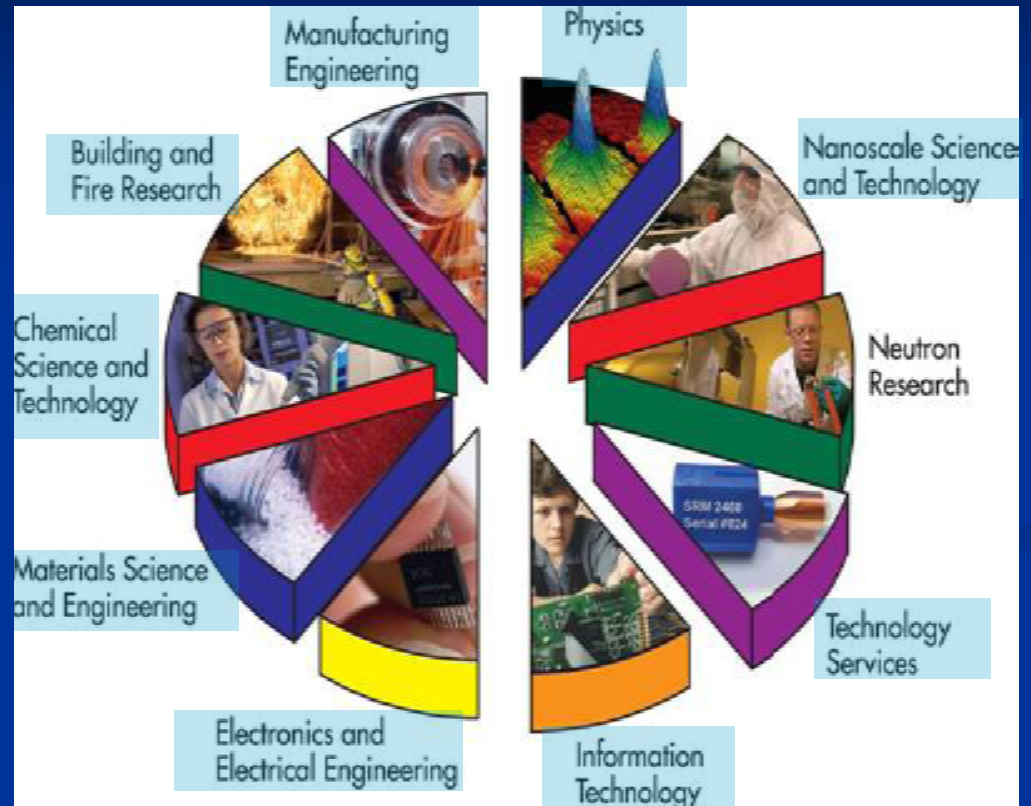 Manufacturing
Engineering
Physics
Building and
Fire Research
Nanoscale Science
and Technology
Chemical
Science and
Technology
Neutron
Research
SRM 2460
Serial #024
Materials Science
and Engineering
Technology
Services
Electronics and
Electrical Engineering
Information
Technology